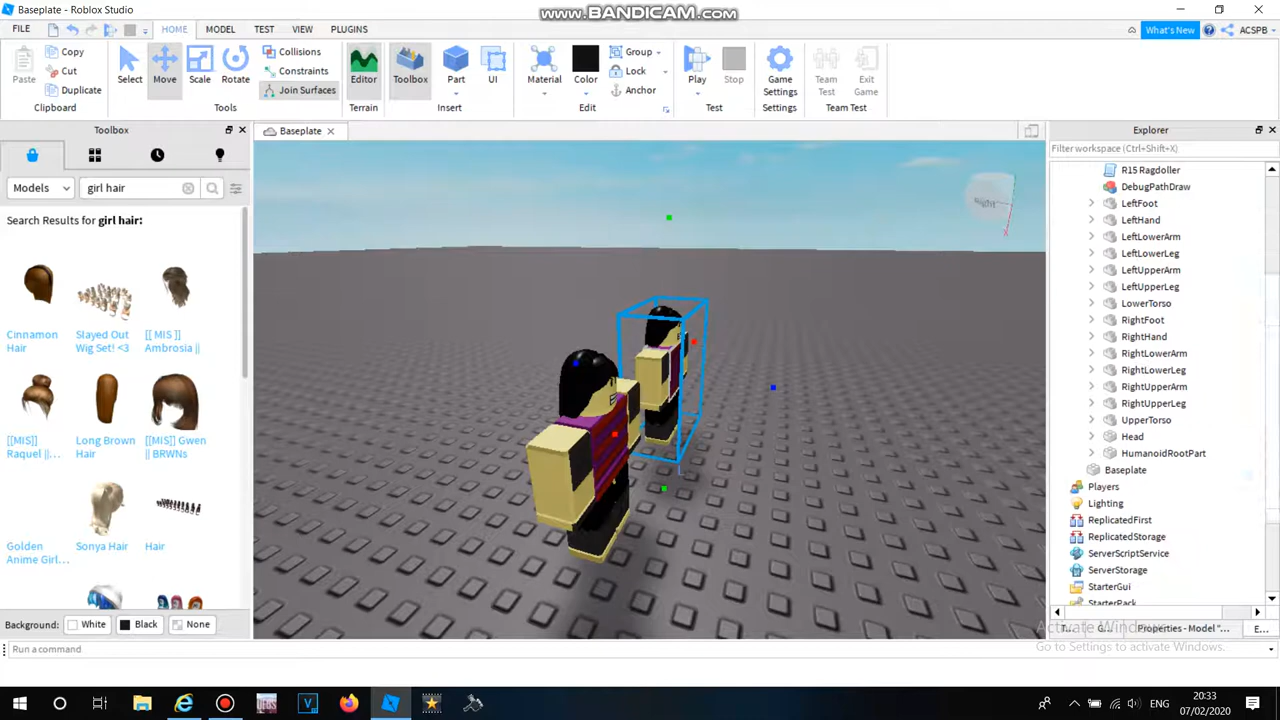 Baseplate - Roblox Studio
www.BANDICAM.com
FILE
HOME
MODEL
TEST
VIEW
PLUGINS
What's New
ACSPB
Paste
Copy
Cut
Duplicate
Clipboard
Select
Move
Scale
Rotate
Tools
Collisions
Constraints
Join Surfaces
Editor
Terrain
Toolbox
Part
UI
Insert
Material
Color
Group
Lock
Anchor
Edit
Play
Stop
Test
Game
Settings
Settings
Team
Test
Exit
Game
Team Test
Toolbox
Baseplate
Explorer
Filter workspace (Ctrl+Shift+X)
Models
girl hair
Search Results for girl hair:
Cinnamon
Hair
Slayed Out
Wig Set! <3
[[ MIS ]]
Ambrosia ||
[[MIS]]
Raquel ||...
Long Brown
Hair
[[MIS]] Gwen
|| BRWNs
Golden
Anime Girl...
Sonya Hair
Hair
Background:
White
Black
None
Right
X
R15 Ragdoller
DebugPathDraw
LeftFoot
LeftHand
LeftLowerArm
LeftLowerLeg
LeftUpperArm
LeftUpperLeg
LowerTorso
RightFoot
RightHand
RightLowerArm
RightLowerLeg
RightUpperArm
RightUpperLeg
UpperTorso
Head
HumanoidRootPart
Baseplate
Players
Lighting
ReplicatedFirst
ReplicatedStorage
ServerScriptService
ServerStorage
StarterGui
StarterPack
T...
G...
Properties - Model "...
E...
Activate Windows
Go to Settings to activate Windows.
Run a command
ENG
20:33
07/02/2020